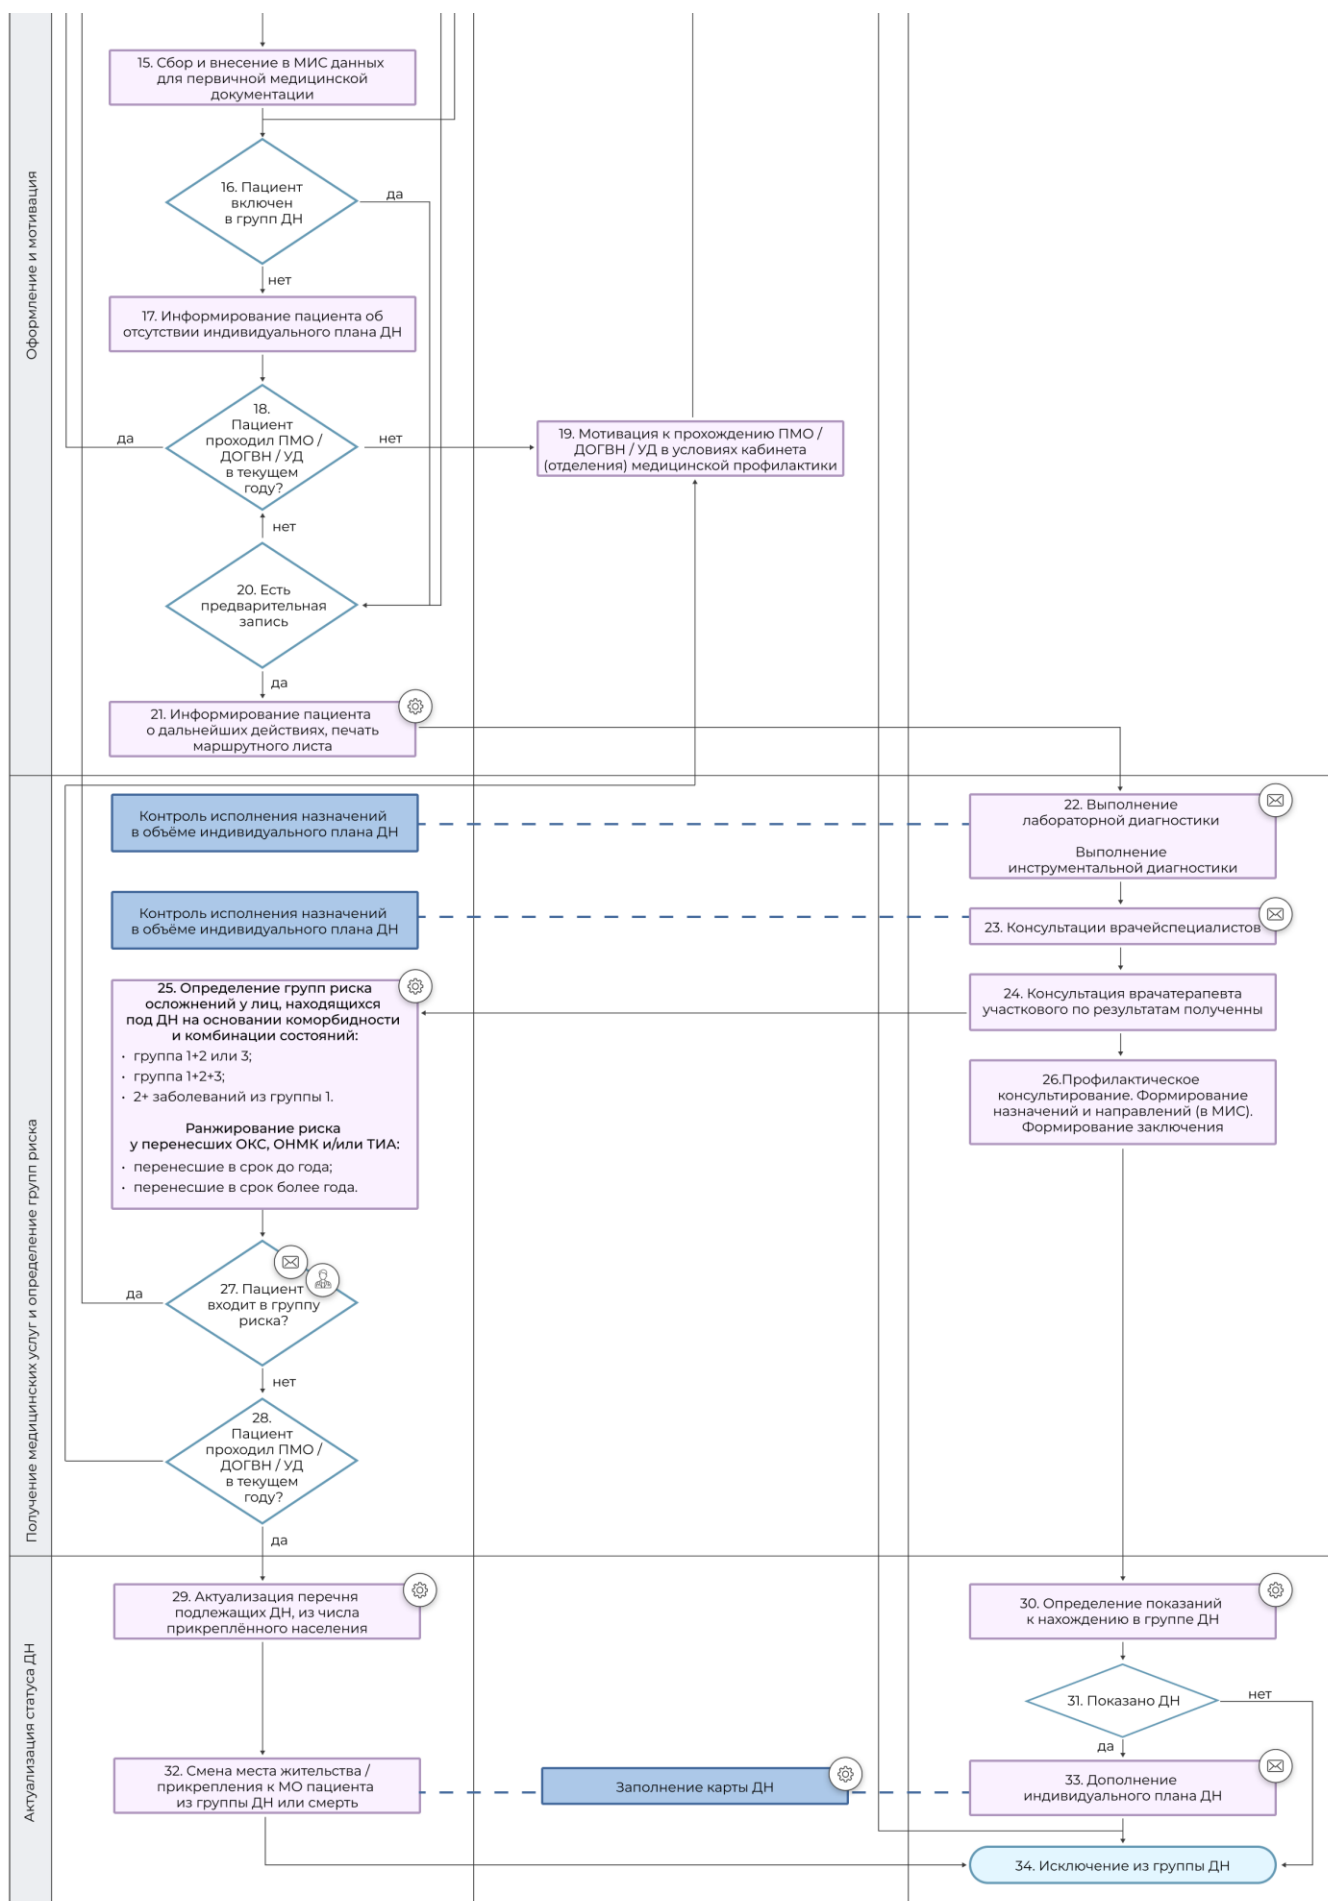 Оформление и мотивация
15. Сбор и внесение в МИС данных
для первичной медицинской
документации
16. Пациент
включен
в групп ДН
да
нет
17. Информирование пациента об
отсутствии индивидуального плана ДН
18.
Пациент
проходил ПМО /
ДОГВН / УД
в текущем
году?
да
нет
19. Мотивация к прохождению ПМО /
ДОГВН / УД в условиях кабинета
(отделения) медицинской профилактики
нет
20. Есть
предварительная
запись
да
21. Информирование пациента
о дальнейших действиях, печать
маршрутного листа
Получение медицинских услуг и определение групп риска
Контроль исполнения назначений
в объёме индивидуального плана ДН
22. Выполнение
лабораторной диагностики
Выполнение
инструментальной диагностики
Контроль исполнения назначений
в объёме индивидуального плана ДН
23. Консультации врачейспециалистов
24. Консультация врачатерапевта
участкового по результатам полученны
25. Определение групп риска
осложнений у лиц, находящихся
под ДН на основании коморбидности
и комбинации состояний:
· группа 1+2 или 3;
· группа 1+2+3;
· 2+ заболеваний из группы 1.
Ранжирование риска
у перенесших ОКС, ОНМК и/или ТИА:
· перенесшие в срок до года;
· перенесшие в срок более года.
26.Профилактическое
консультирование. Формирование
назначений и направлений (в МИС).
Формирование заключения
27. Пациент
входит в группу
риска?
да
нет
28.
Пациент
проходил ПМО /
ДОГВН / УД
в текущем
году?
да
Актуализация статуса ДН
29. Актуализация перечня
подлежащих ДН, из числа
прикреплённого населения
30. Определение показаний
к нахождению в группе ДН
31. Показано ДН
нет
да
32. Смена места жительства /
прикрепления к МО пациента
из группы ДН или смерть
Заполнение карты ДН
33. Дополнение
индивидуального плана ДН
34. Исключение из группы ДН